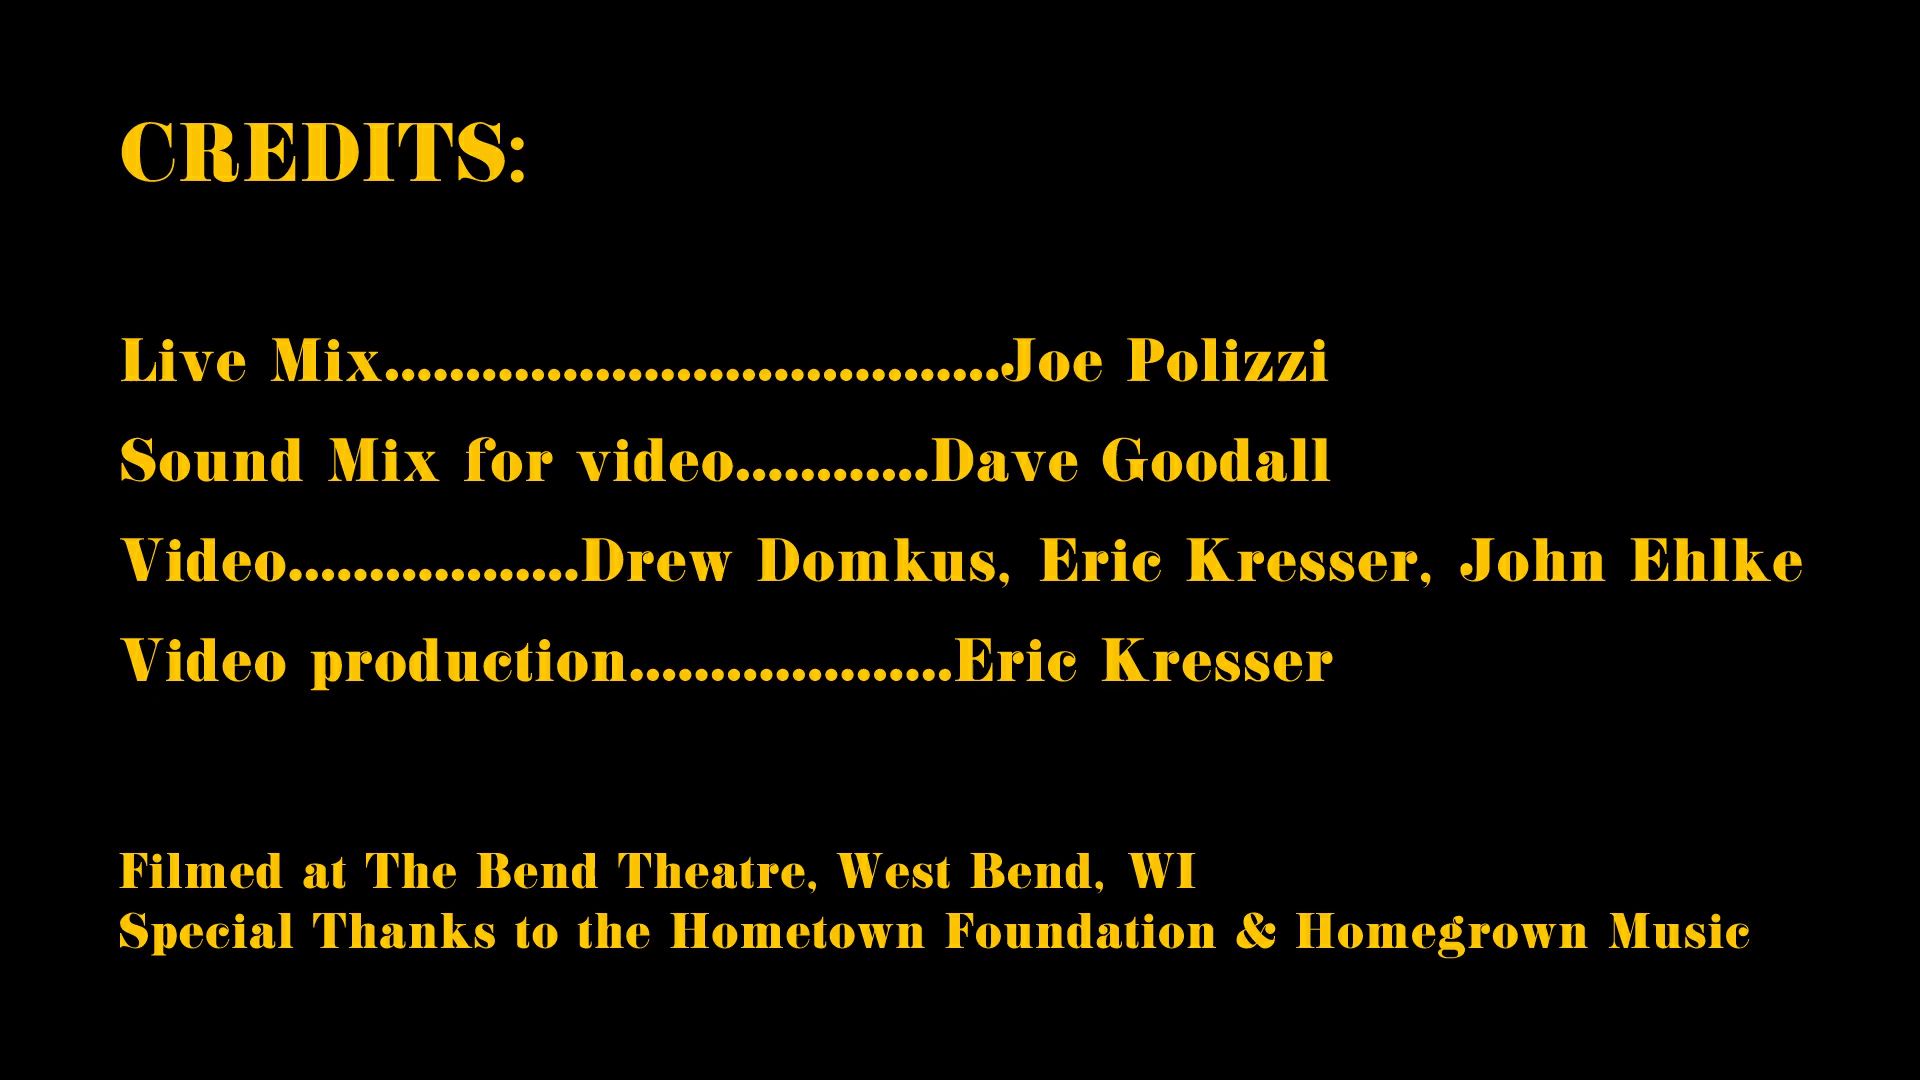 CREDITS:
Live Mix......................................Joe Polizzi
Sound Mix for video............Dave Goodall
Video..................Drew Domkus, Eric Kresser, John Ehlke
Video production....................Eric Kresser
Filmed at The Bend Theatre, West Bend, WI
Special Thanks to the Hometown Foundation & Homegrown Music